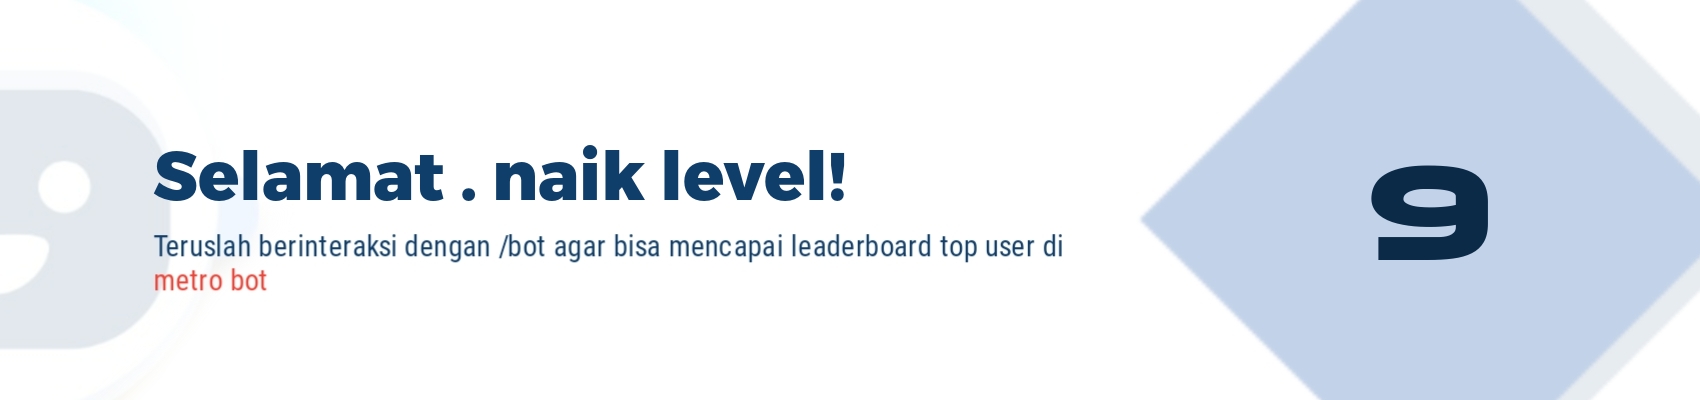 Selamat . naik level!
Teruslah berinteraksi dengan /bot agar bisa mencapai leaderboard top user di
metro bot
9